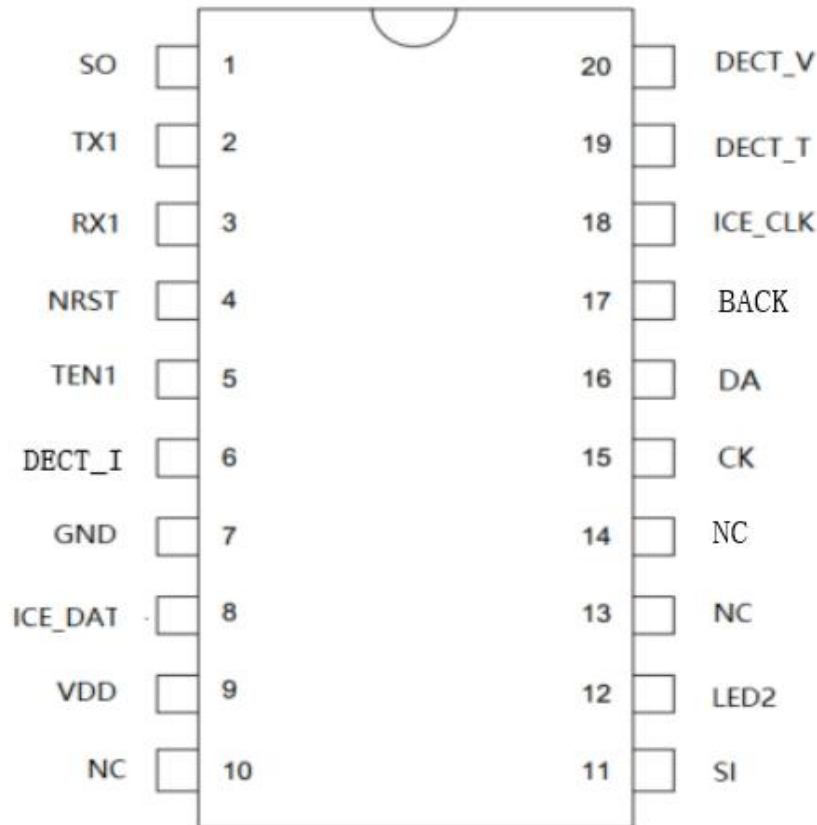 SO 1 20 DECT_V
TX1 2 19 DECT_T
RX1 3 18 ICE_CLK
NRST 4 17 BACK
TEN1 5 16 DA
DECT_I 6 15 CK
GND 7 14 NC
ICE_DAT 8 13 NC
VDD 9 12 LED2
NC 10 11 SI